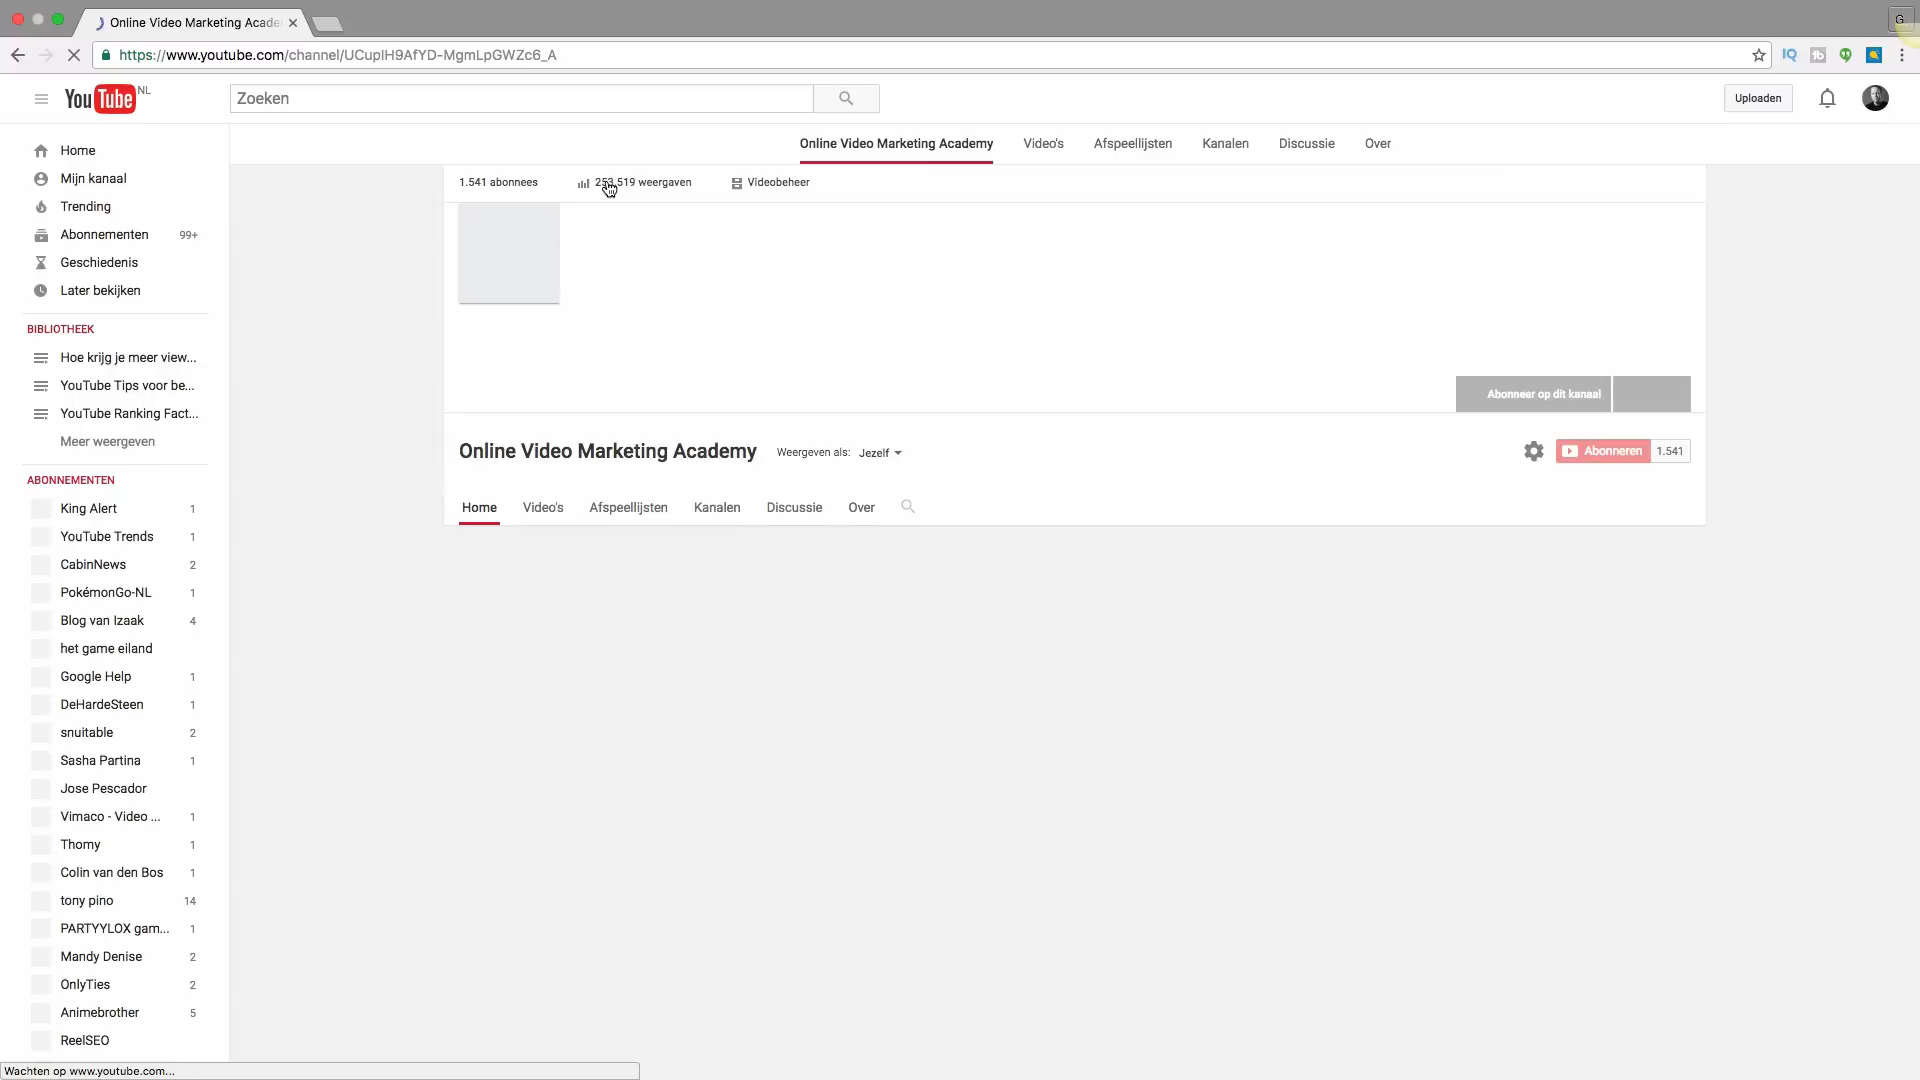 Online Video Marketing Acade
G
https://www.youtube.com/channel/UCuplH9AfYD-MgmLpGWZc6_A
IQ
YouTube NL
Zoeken
Uploaden
Online Video Marketing Academy Video's Afspeellijsten Kanalen Discussie Over
1.541 abonnees 253.519 weergaven Videobeheer
Home
Mijn kanaal
Trending
Abonnementen 99+
Geschiedenis
Later bekijken
BIBLIOTHEEK
Hoe krijg je meer view...
YouTube Tips voor be...
YouTube Ranking Fact...
Meer weergeven
Abonneer op dit kanaal
Online Video Marketing Academy Weergeven als: Jezelf
Abonneren 1.541
Home Video's Afspeellijsten Kanalen Discussie Over
ABONNEMENTEN
King Alert 1
YouTube Trends 1
CabinNews 2
PokémonGo-NL 1
Blog van Izaak 4
het game eiland
Google Help 1
DeHardeSteen 1
snuitable 2
Sasha Partina 1
Jose Pescador
Vimaco - Video ... 1
Thomy 1
Colin van den Bos 1
tony pino 14
PARTYYLOX gam... 1
Mandy Denise 2
OnlyTies 2
Animebrother 5
ReelSEO
Wachten op www.youtube.com...